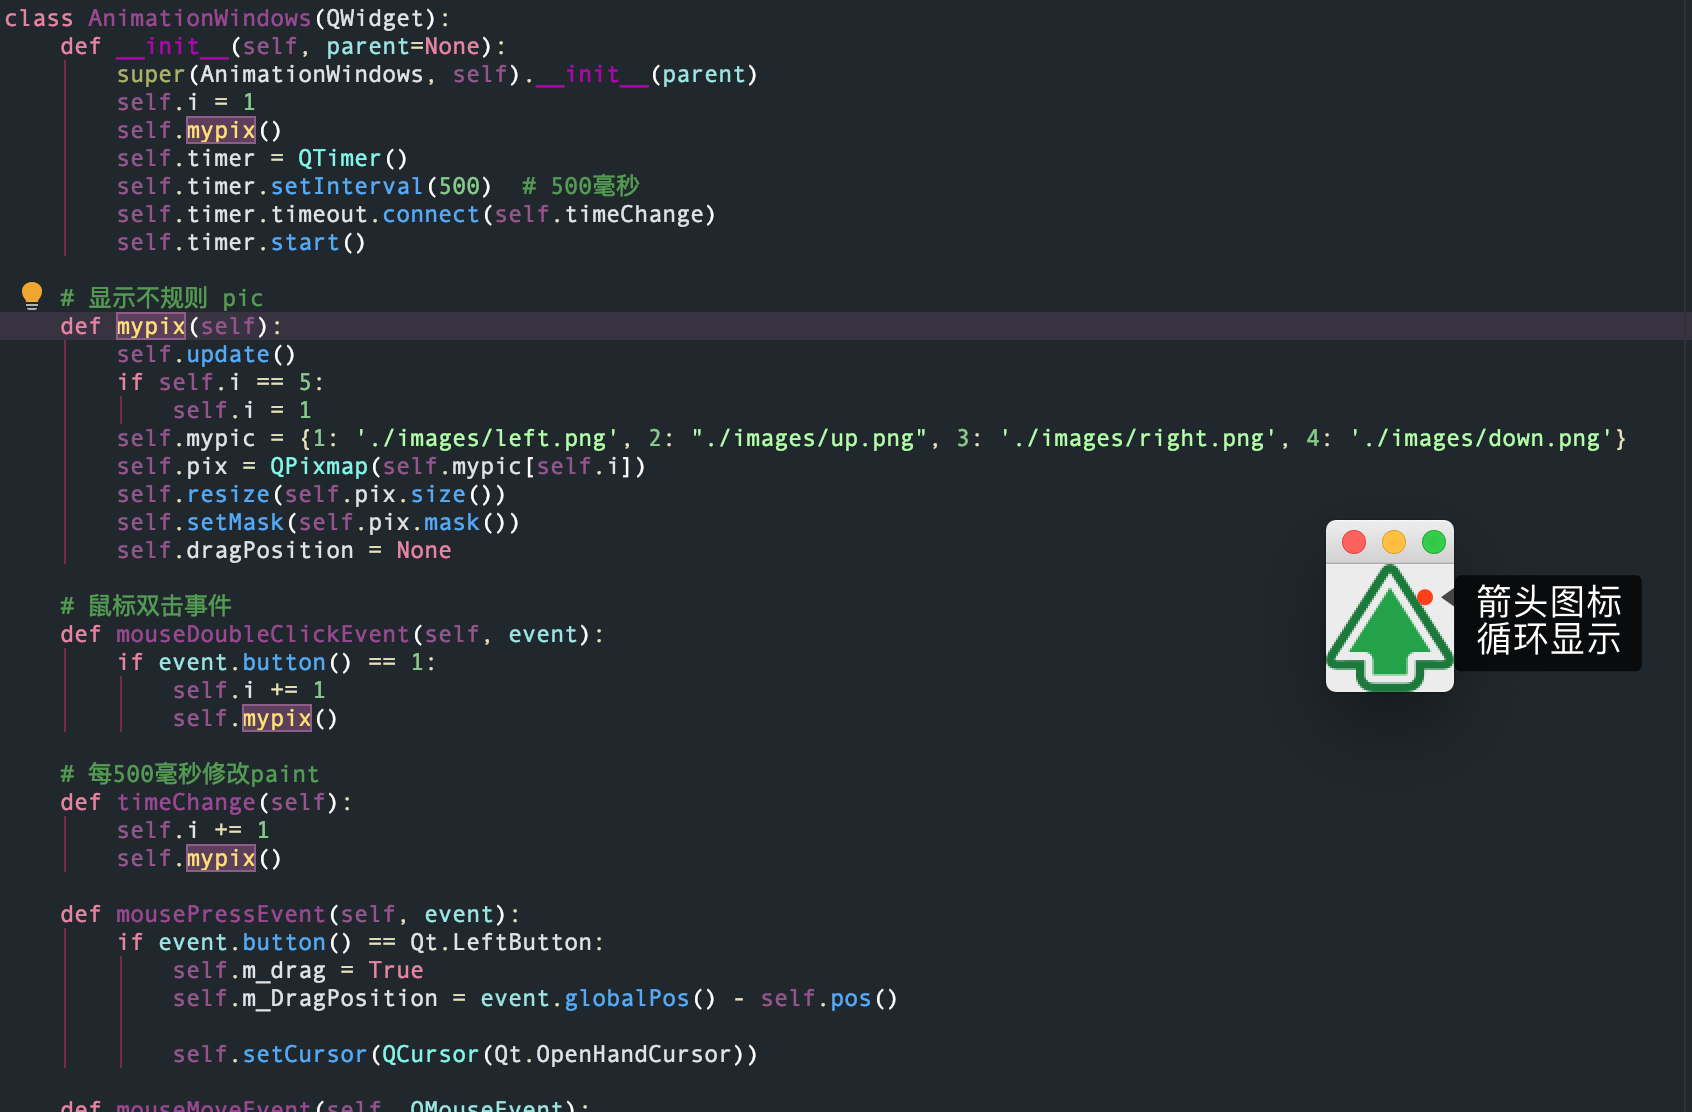 class AnimationWindows(QWidget):
    def __init__(self, parent=None):
        super(AnimationWindows, self).__init__(parent)
        self.i = 1
        self.mypix()
        self.timer = QTimer()
        self.timer.setInterval(500)  # 500毫秒
        self.timer.timeout.connect(self.timeChange)
        self.timer.start()
    # 显示不规则 pic
    def mypix(self):
        self.update()
        if self.i == 5:
            self.i = 1
        self.mypic = {1: './images/left.png', 2: "./images/up.png", 3: './images/right.png', 4: './images/down.png'}
        self.pix = QPixmap(self.mypic[self.i])
        self.resize(self.pix.size())
        self.setMask(self.pix.mask())
        self.dragPosition = None
箭头图标
循环显示
    # 鼠标双击事件
    def mouseDoubleClickEvent(self, event):
        if event.button() == 1:
            self.i += 1
            self.mypix()
    # 每500毫秒修改paint
    def timeChange(self):
        self.i += 1
        self.mypix()
    def mousePressEvent(self, event):
        if event.button() == Qt.LeftButton:
            self.m_drag = True
            self.m_DragPosition = event.globalPos() - self.pos()
            self.setCursor(QCursor(Qt.OpenHandCursor))
    def mouseMoveEvent(self, QMouseEvent):